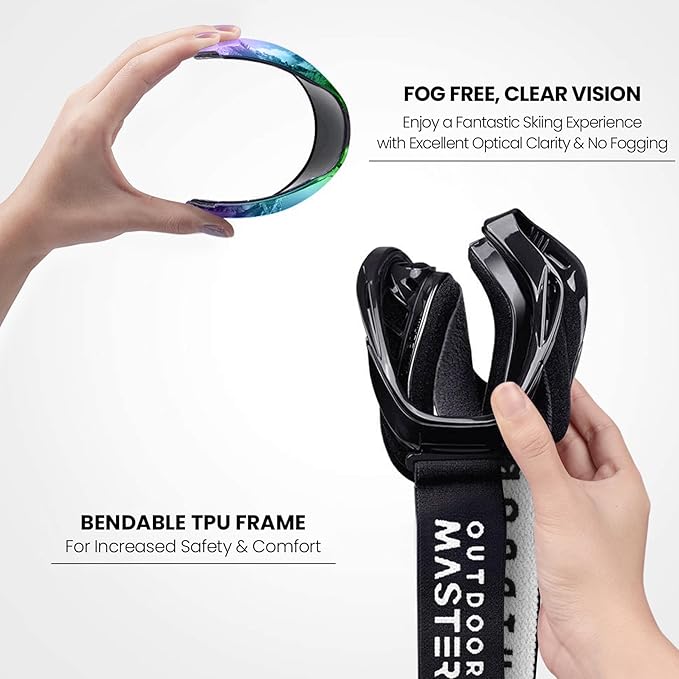 FOG FREE, CLEAR VISION
Enjoy a Fantastic Skiing Experience
with Excellent Optical Clarity & No Fogging
BENDABLE TPU FRAME
For Increased Safety & Comfort
OUTDOOR
MASTER